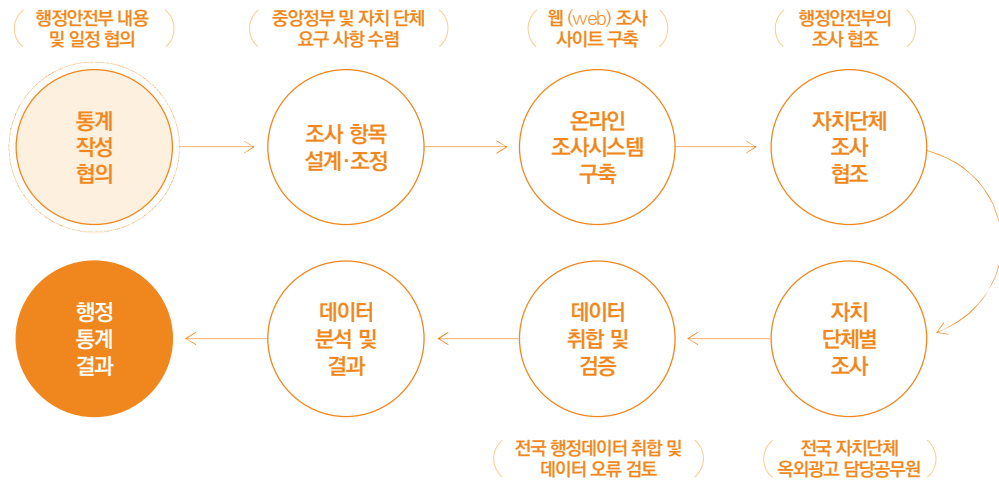 행정안전부 내용
및 일정 협의
중앙정부 및 자치 단체
요구 사항 수렴
웹 (web) 조사
사이트 구축
행정안전부의
조사 협조
통계
작성
협의
조사 항목
설계·조정
온라인
조사시스템
구축
자치단체
조사
협조
행정
통계
결과
데이터
분석 및
결과
데이터
취합 및
검증
자치
단체별
조사
전국 행정데이터 취합 및
데이터 오류 검토
전국 자치단체
옥외광고 담당공무원